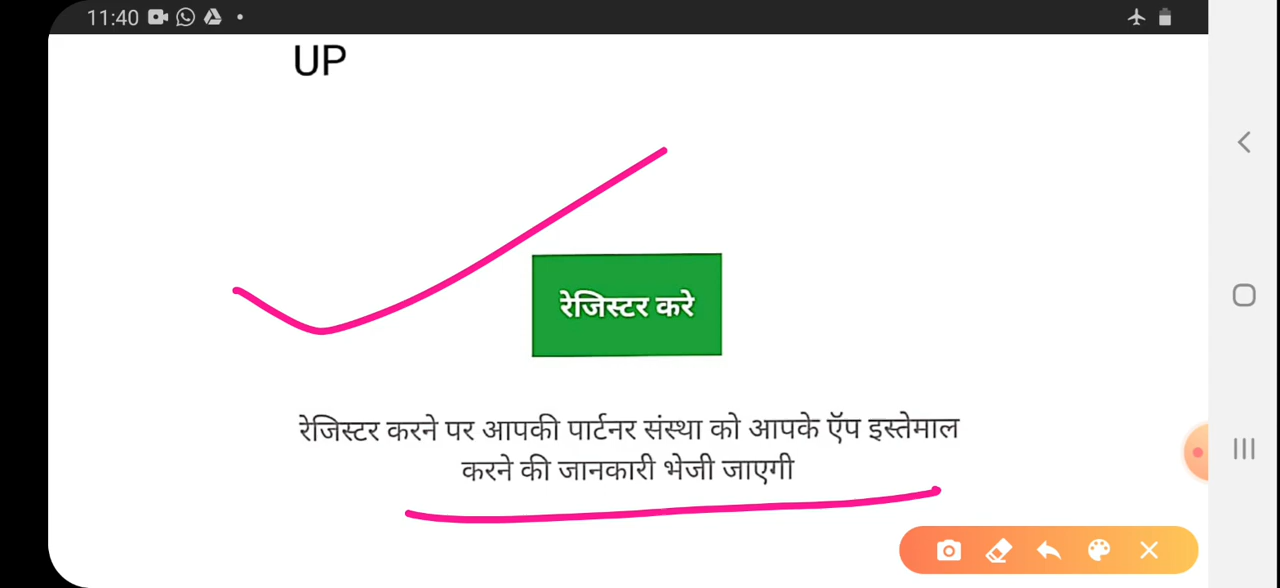 11:40
UP
रेजिस्टर करे
रेजिस्टर करने पर आपकी पार्टनर संस्था को आपके ऍप इस्तेमाल
करने की जानकारी भेजी जाएगी